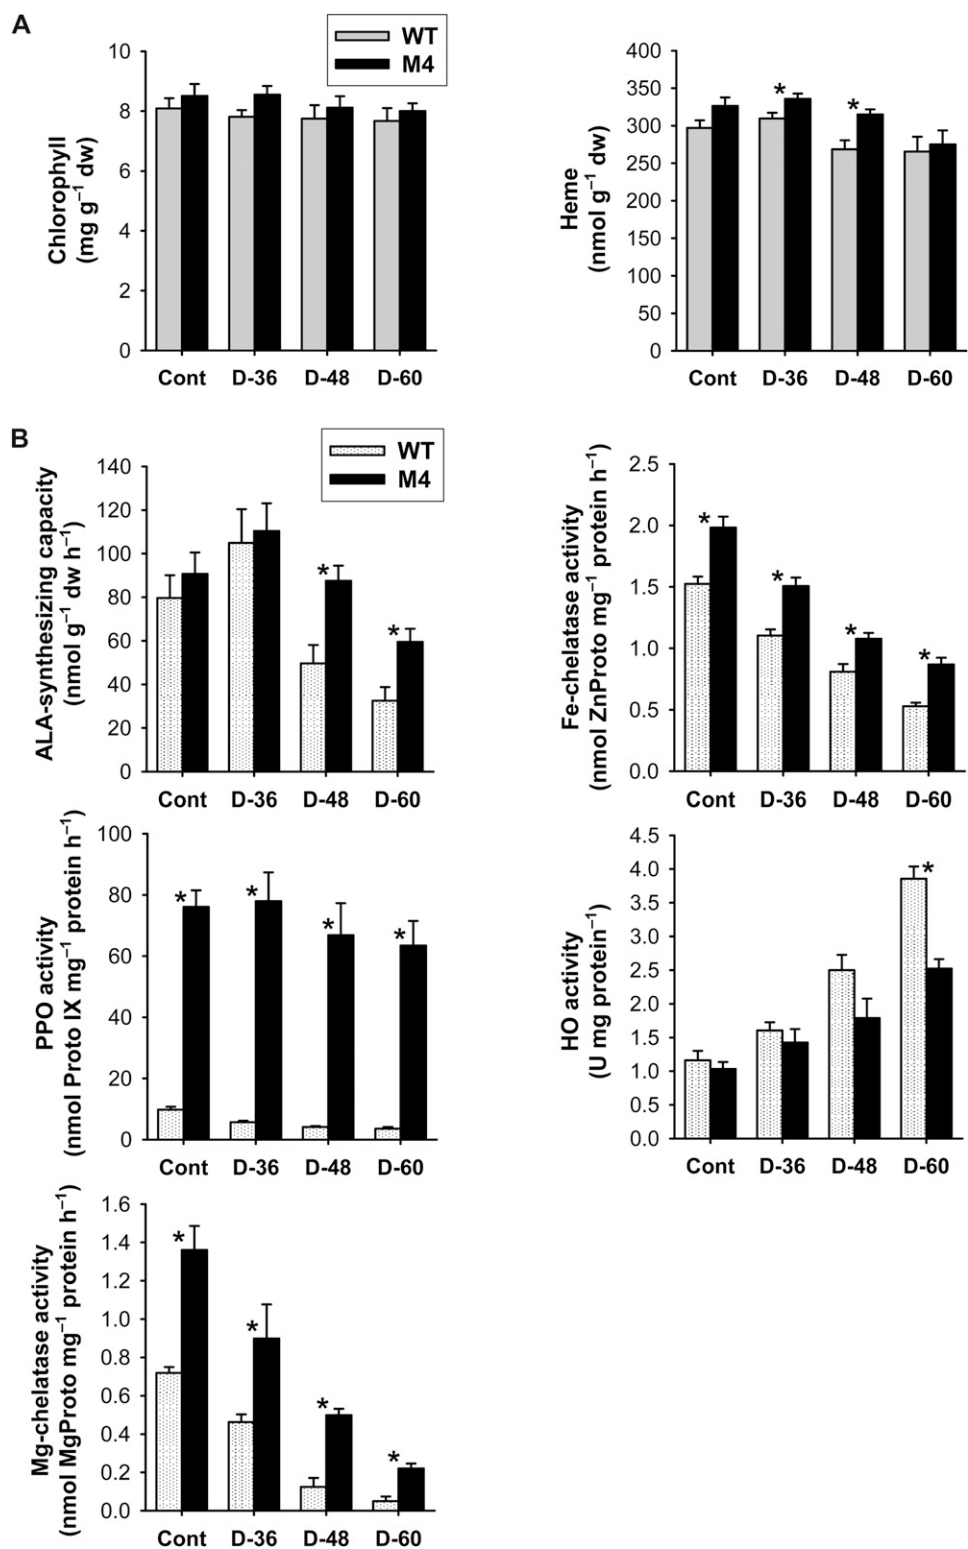 A
WT
M4
Chlorophyll
(mg g⁻¹ dw)
10
8
6
4
2
0
Cont D-36 D-48 D-60
Heme
(nmol g⁻¹ dw)
400
350
300
250
200
150
100
50
0
* *
Cont D-36 D-48 D-60
B
WT
M4
ALA-synthesizing capacity
(nmol g⁻¹ dw h⁻¹)
140
120
100
80
60
40
20
0
* *
Cont D-36 D-48 D-60
Fe-chelatase activity
(nmol ZnProto mg⁻¹ protein h⁻¹)
2.5
2.0
1.5
1.0
0.5
0.0
* * * *
Cont D-36 D-48 D-60
PPO activity
(nmol Proto IX mg⁻¹ protein h⁻¹)
100
80
60
40
20
0
* * * *
Cont D-36 D-48 D-60
HO activity
(U mg protein⁻¹)
4.5
4.0
3.5
3.0
2.5
2.0
1.5
1.0
0.5
0.0
*
Cont D-36 D-48 D-60
Mg-chelatase activity
(nmol MgProto mg⁻¹ protein h⁻¹)
1.6
1.4
1.2
1.0
0.8
0.6
0.4
0.2
0.0
* * * *
Cont D-36 D-48 D-60